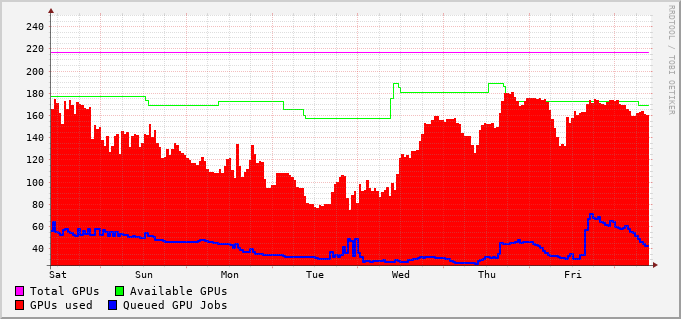 240
220
200
180
160
140
120
100
80
60
40
Sat Sun Mon Tue Wed Thu Fri
Total GPUs Available GPUs
GPUs used Queued GPU Jobs
RRDTOOL / TOBI OETIKER